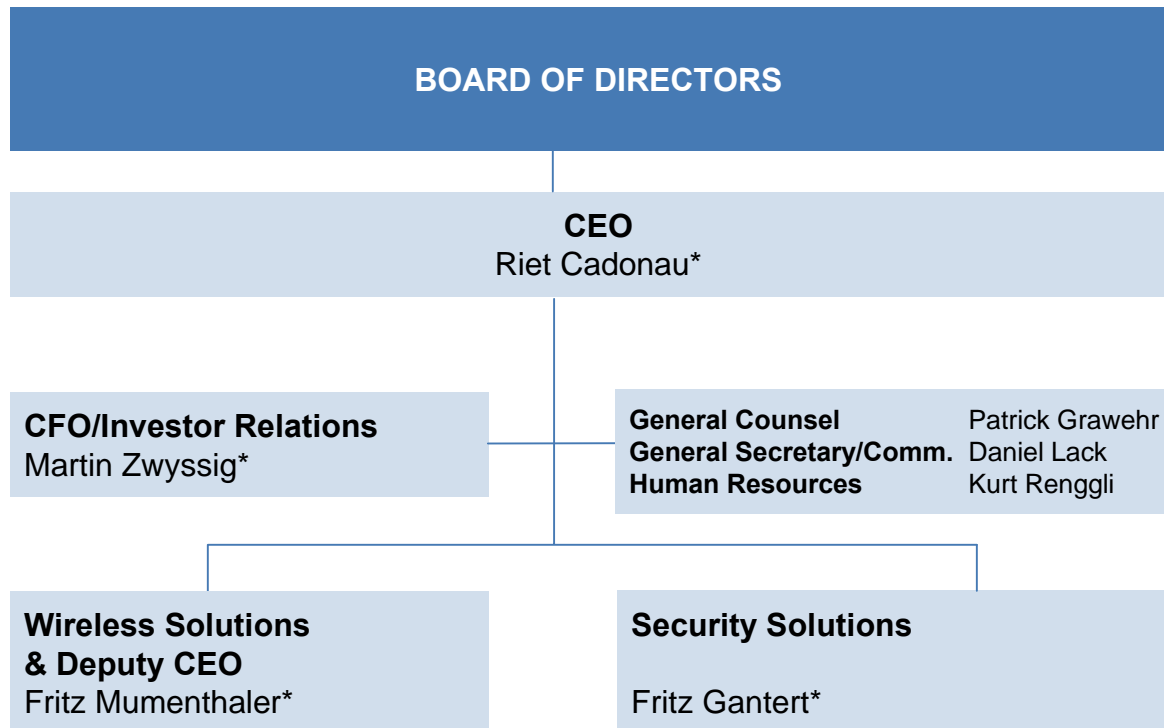 BOARD OF DIRECTORS
CEO
Riet Cadonau*
CFO/Investor Relations
Martin Zwyssig*
General Counsel Patrick Grawehr
General Secretary/Comm. Daniel Lack
Human Resources Kurt Renggli
Wireless Solutions
& Deputy CEO
Fritz Mumenthaler*
Security Solutions
Fritz Gantert*